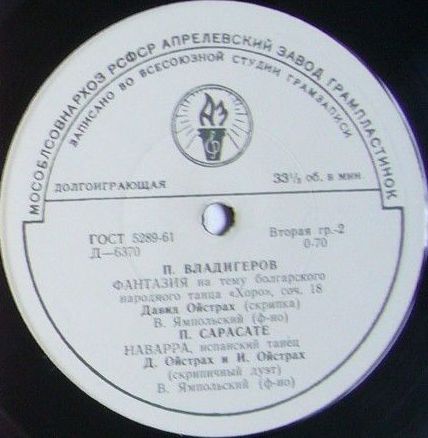 МОСОБЛСОВНАРХОЗ РСФСР АПРЕЛЕВСКИЙ ЗАВОД ГРАМПЛАСТИНОК
ЗАПИСАНО ВО ВСЕСОЮЗНОЙ СТУДИИ ГРАМЗАПИСИ
АЗ
ДОЛГОИГРАЮЩАЯ
33⅓ об. в мин.
ГОСТ 5289-61
Вторая гр.-2
Д—6370
0-70
П. ВЛАДИГЕРОВ
ФАНТАЗИЯ на тему болгарского
народного танца «Хоро», соч. 18
Давид Ойстрах (скрипка)
В. Ямпольский (ф-но)
П. САРАСАТЕ
НАВАРРА, испанский танец
Д. Ойстрах и И. Ойстрах
(скрипичный дуэт)
В. Ямпольский (ф-но)